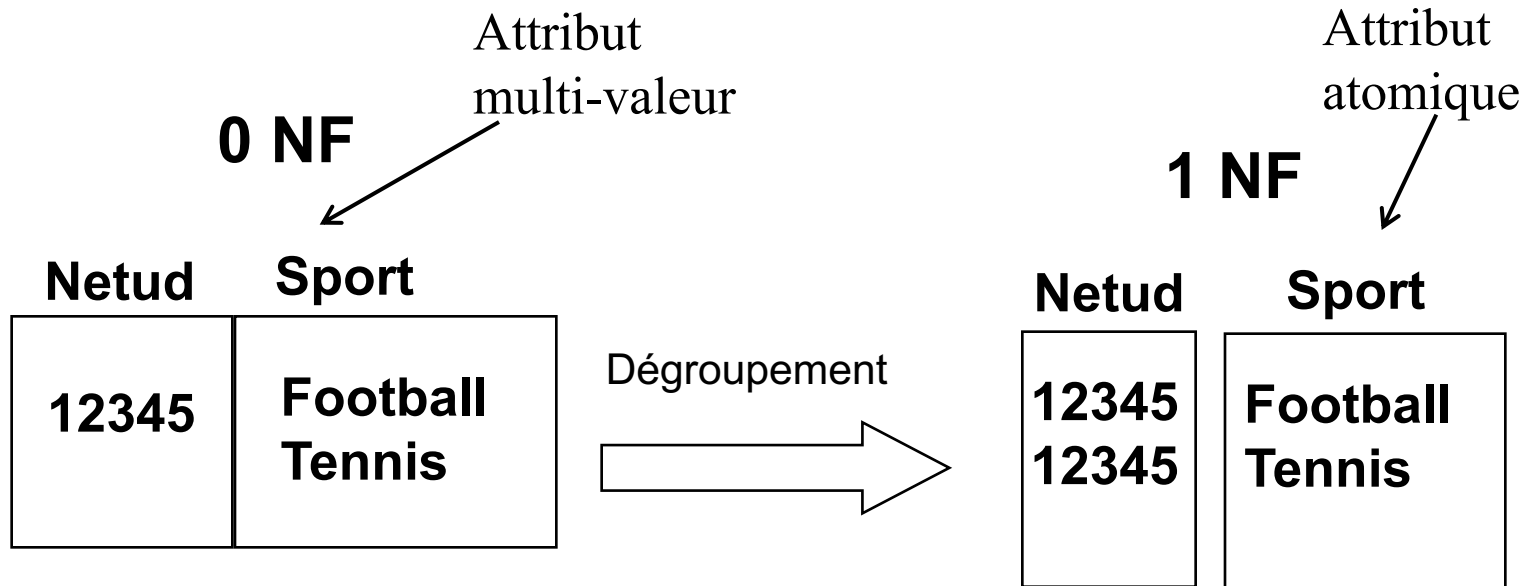 Attribut
multi-valeur
0 NF
Netud
Sport
12345
Football
Tennis
Dégroupement
Attribut
atomique
1 NF
Netud
Sport
12345
Football
12345
Tennis